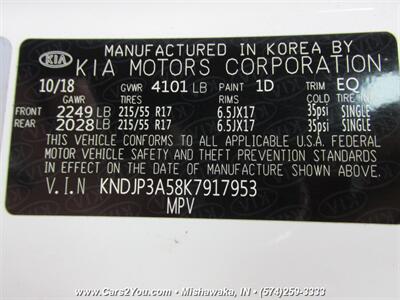 MANUFACTURED IN KOREA BY
KIA KIA MOTORS CORPORATION
10/18 GVWR 4101 LB PAINT 1D TRIM EQ
GAWR TIRES RIMS COLD TIRE INF
FRONT 2249 LB 215/55 R17 6.5JX17 35psi SINGLE
REAR 2028 LB 215/55 R17 6.5JX17 35psi SINGLE
THIS VEHICLE CONFORMS TO ALL APPLICABLE U.S.A. FEDERAL
MOTOR VEHICLE SAFETY AND THEFT PREVENTION STANDARDS
IN EFFECT ON THE DATE OF MANUFACTURE SHOWN ABOVE.
V.I.N KNDJP3A58K7917953
MPV
www.Cars2You.com ~ Mishawaka, IN ~ (574)259-3333